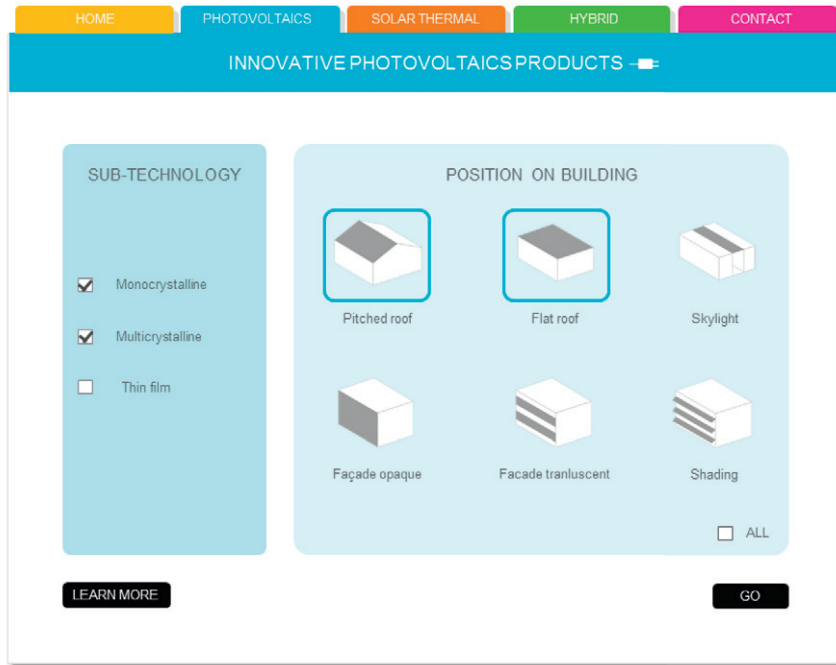 HOME PHOTOVOLTAICS SOLAR THERMAL HYBRID CONTACT
INNOVATIVE PHOTOVOLTAICS PRODUCTS
SUB-TECHNOLOGY
Monocrystalline
Multicrystalline
Thin film
POSITION ON BUILDING
Pitched roof Flat roof Skylight
Façade opaque Facade tranluscent Shading
ALL
LEARN MORE GO